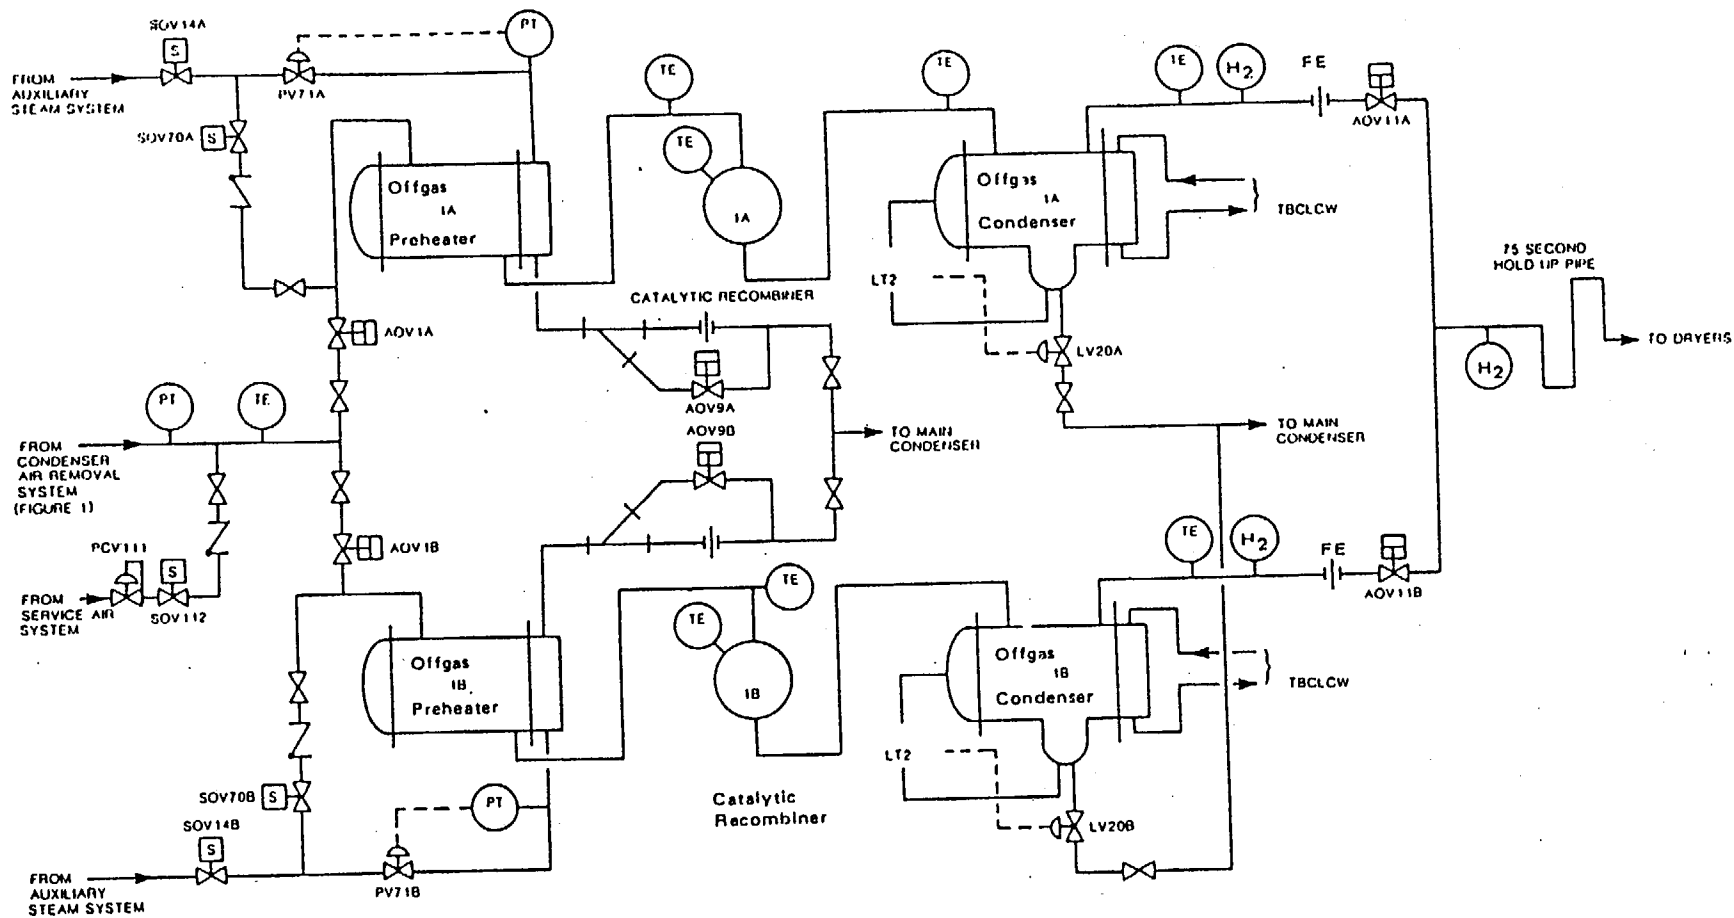 SOV14A
S
PT
FROM
AUXILIARY
STEAM SYSTEM
PV71A
SOV70A
S
TE
TE
Offgas
1A
Preheater
1A
TE
TE
H2
FE
AOV11A
Offgas
1A
Condenser
TBCLCW
LT2
75 SECOND
HOLD UP PIPE
CATALYTIC RECOMBINER
AOV1A
LV20A
TO DRYERS
H2
AOV9A
AOV9B
TO MAIN
CONDENSER
TO MAIN
CONDENSER
PT
TE
FROM
CONDENSER
AIR REMOVAL
SYSTEM
(FIGURE 1)
PCV111
S
FROM
SERVICE AIR
SYSTEM
SOV112
AOV1B
TE
TE
TE
H2
FE
AOV11B
Offgas
1B
Preheater
1B
Offgas
1B
Condenser
TBCLCW
LT2
SOV70B
S
PT
Catalytic
Recombiner
LV20B
SOV14B
S
FROM
AUXILIARY
STEAM SYSTEM
PV71B